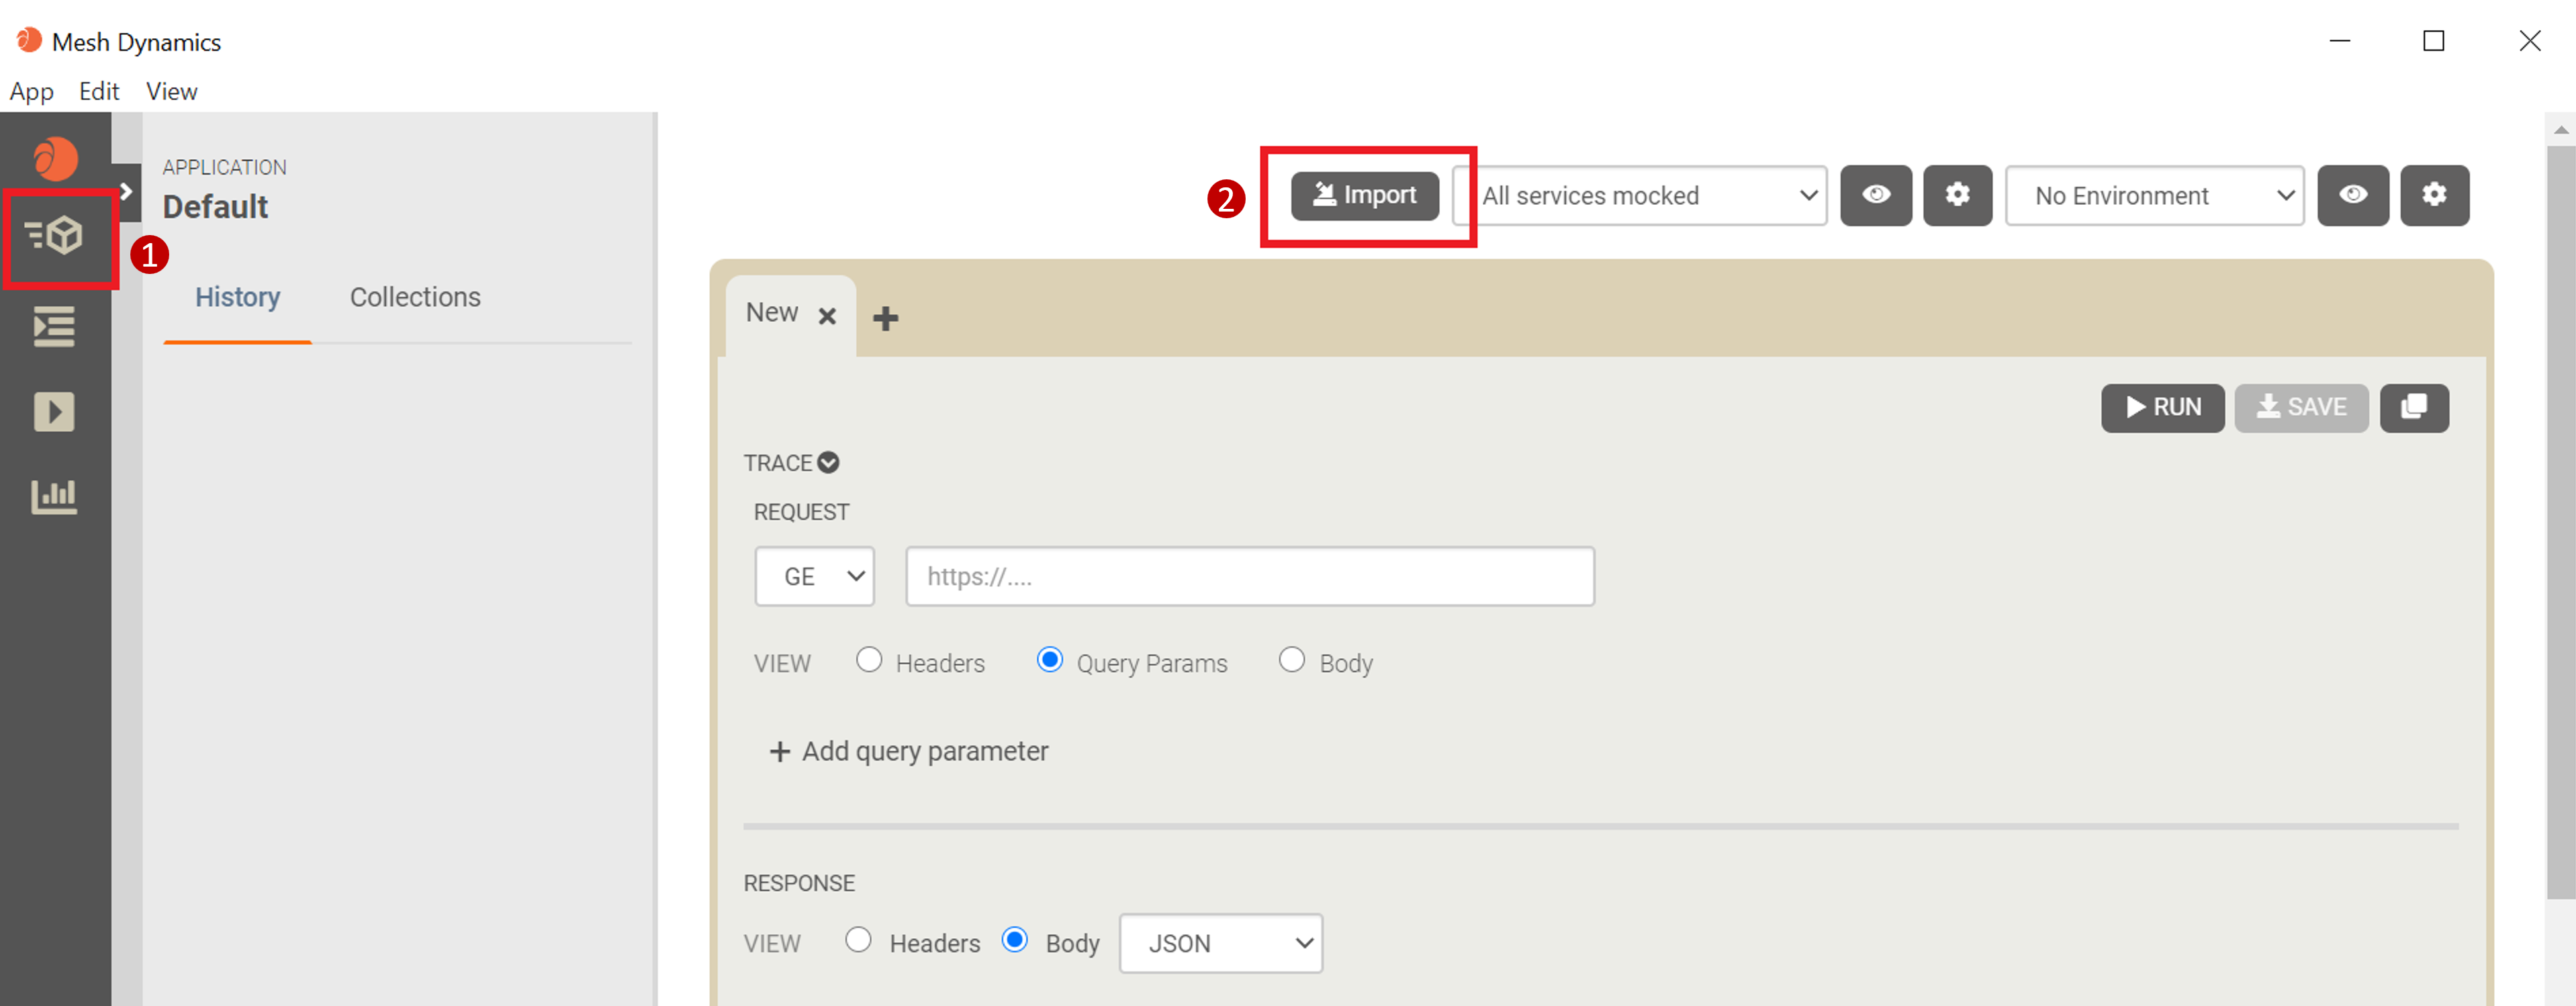 Mesh Dynamics
App Edit View
APPLICATION
Default
1
History Collections
2 Import All services mocked No Environment
New
RUN SAVE
TRACE
REQUEST
GE https://....
VIEW Headers Query Params Body
+ Add query parameter
RESPONSE
VIEW Headers Body JSON